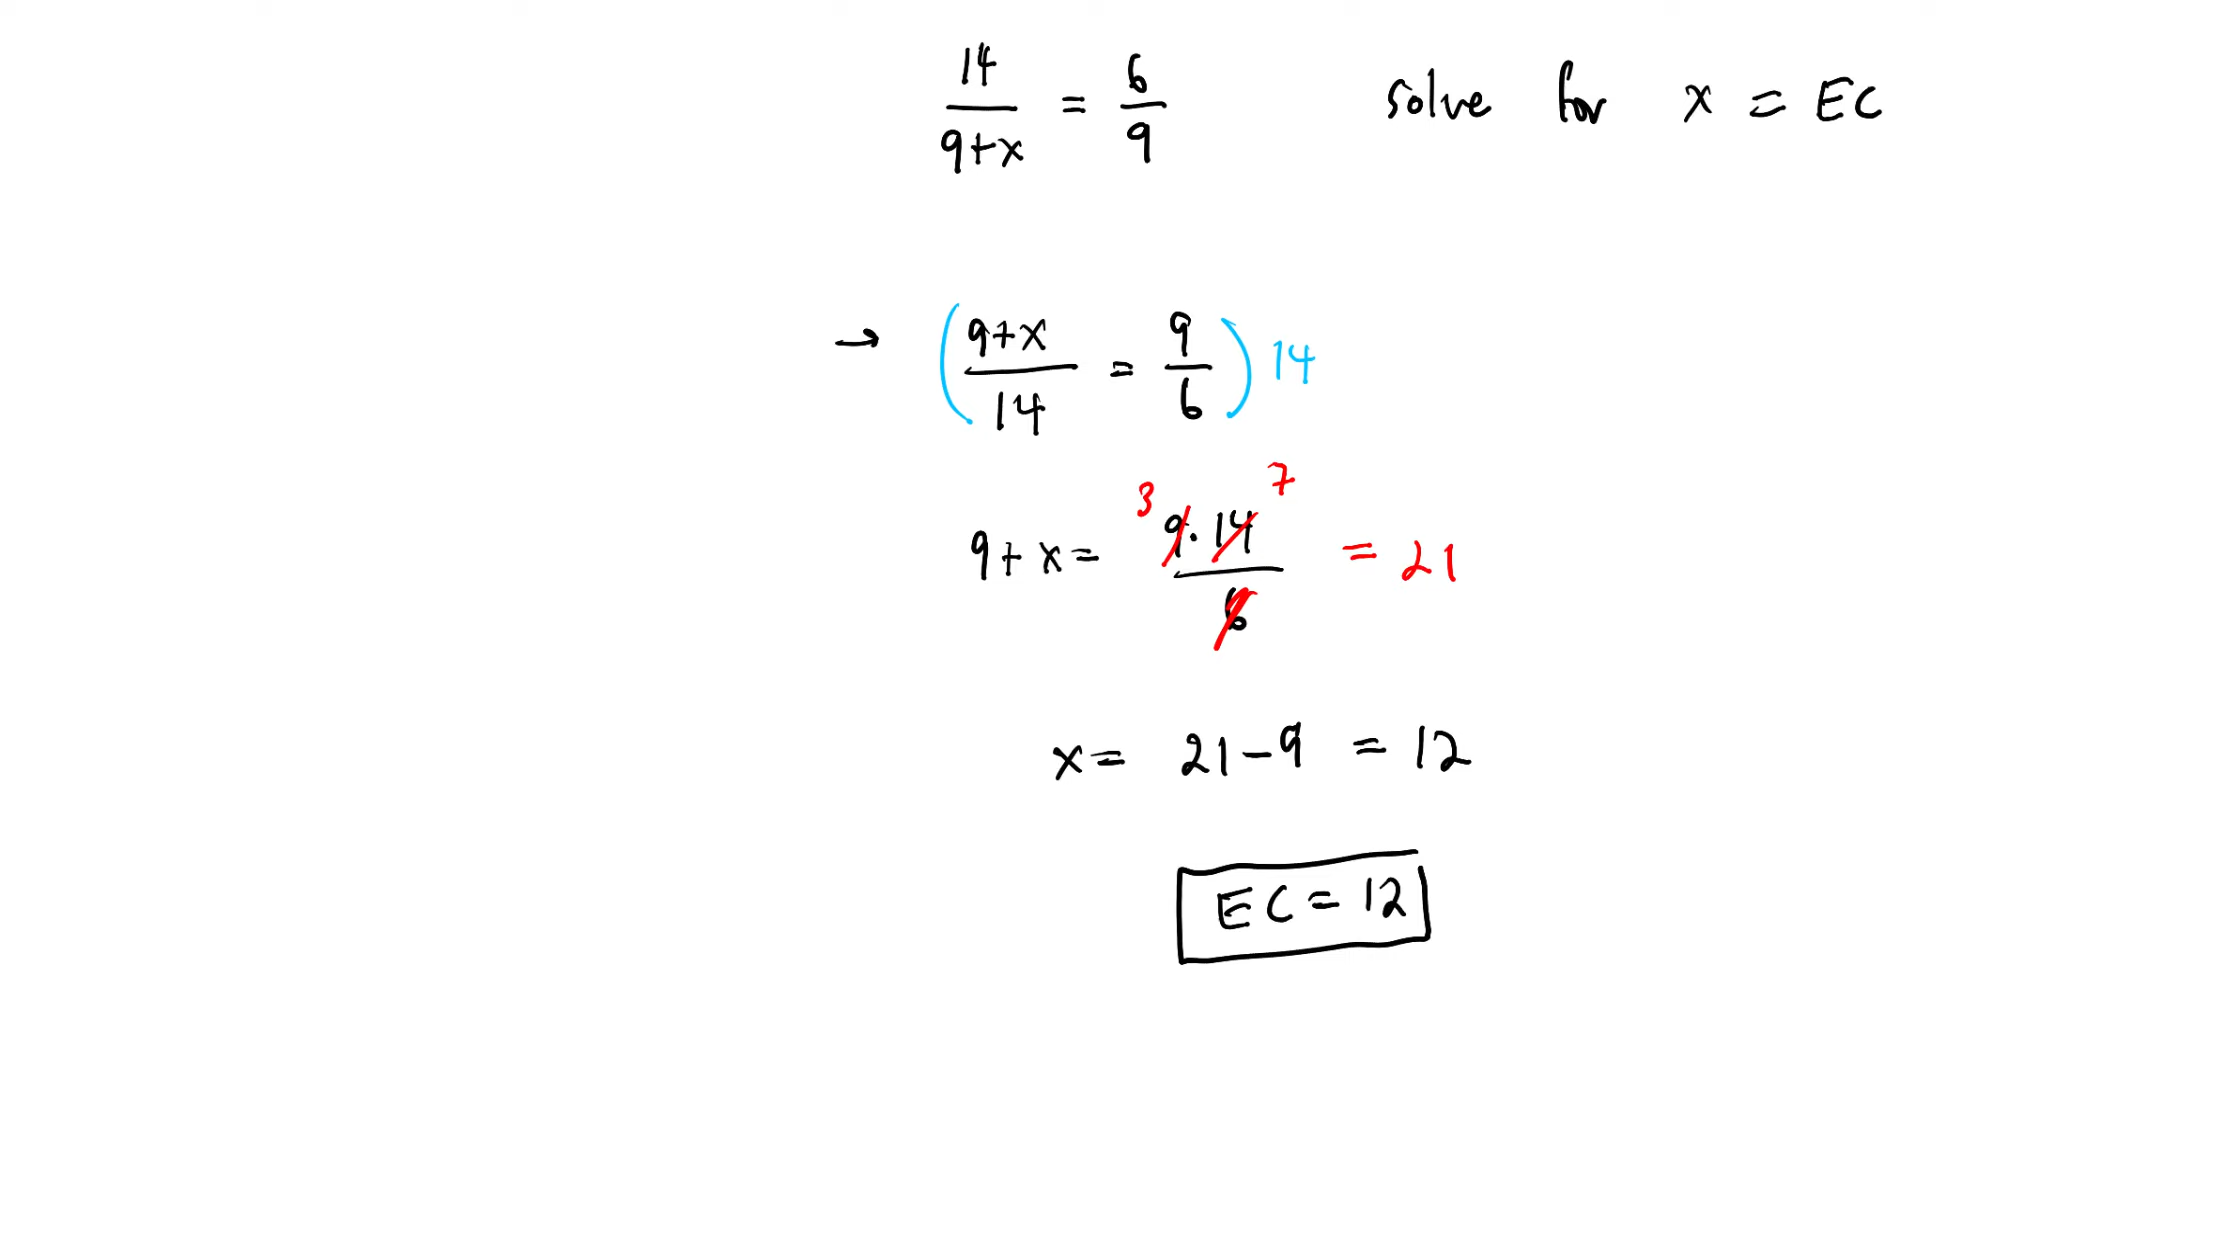 14/(9+x) = 6/9 solve for x = EC
→ ((9+x)/14 = 9/6) 14
9 + x = 3 9 · 14 7 / 6 = 21
x = 21 - 9 = 12
EC = 12